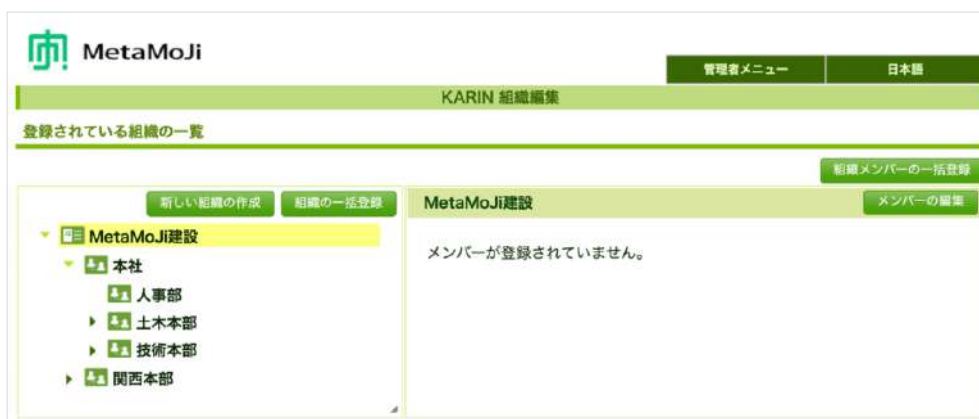 MetaMoJi
管理者メニュー 日本語
KARIN 組織編集
登録されている組織の一覧
組織メンバーの一括登録
新しい組織の作成 組織の一括登録
MetaMoJi建設 メンバーの編集
MetaMoJi建設
メンバーが登録されていません。
本社
人事部
土木本部
技術本部
関西本部